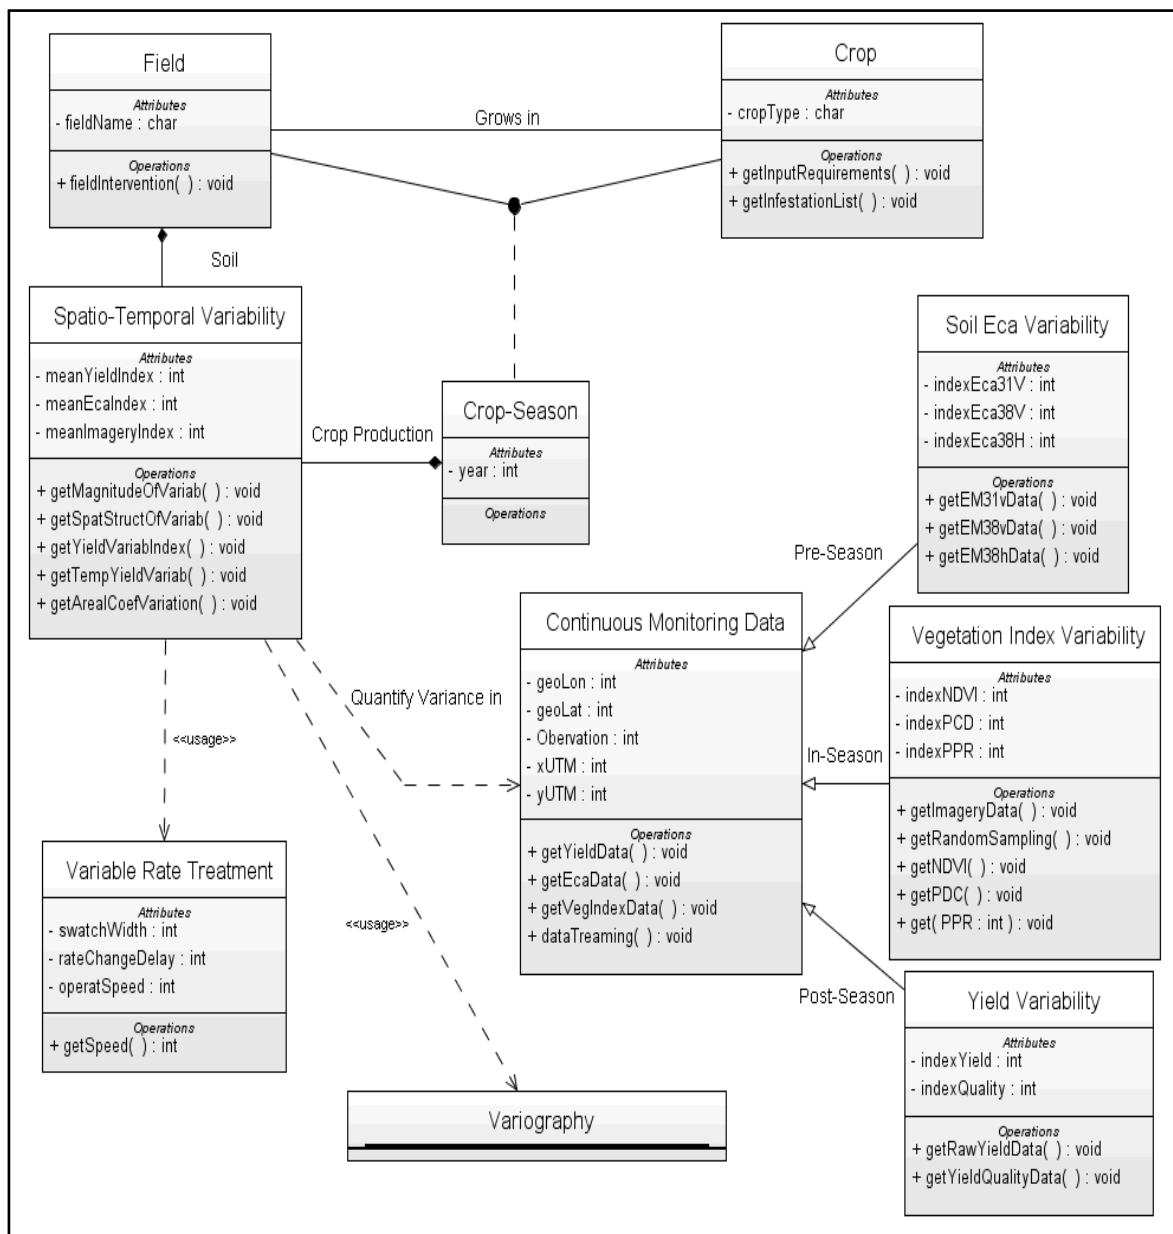 Field
Attributes
- fieldName : char
Operations
+ fieldIntervention( ) : void
Crop
Attributes
- cropType : char
Operations
+ getInputRequirements( ) : void
+ getInfestationList( ) : void
Grows in
Soil
Spatio-Temporal Variability
Attributes
- meanYieldIndex : int
- meanEcaIndex : int
- meanImageryIndex : int
Operations
+ getMagnitudeOfVariab( ) : void
+ getSpatStructOfVariab( ) : void
+ getYieldVariabIndex( ) : void
+ getTempYieldVariab( ) : void
+ getArealCoefVariation( ) : void
Crop Production
Crop-Season
Attributes
- year : int
Operations
Soil Eca Variability
Attributes
- indexEca31V : int
- indexEca38V : int
- indexEca38H : int
Operations
+ getEM31vData( ) : void
+ getEM38vData( ) : void
+ getEM38hData( ) : void
Pre-Season
Continuous Monitoring Data
Attributes
- geoLon : int
- geoLat : int
- Obervation : int
- xUTM : int
- yUTM : int
Operations
+ getYieldData( ) : void
+ getEcaData( ) : void
+ getVegIndexData( ) : void
+ dataTreaming( ) : void
Vegetation Index Variability
Attributes
- indexNDVI : int
- indexPCD : int
- indexPPR : int
Operations
+ getImageryData( ) : void
+ getRandomSampling( ) : void
+ getNDVI( ) : void
+ getPDC( ) : void
+ get( PPR : int ) : void
In-Season
Quantify Variance in
<<usage>>
<<usage>>
Variable Rate Treatment
Attributes
- swatchWidth : int
- rateChangeDelay : int
- operatSpeed : int
Operations
+ getSpeed( ) : int
Post-Season
Yield Variability
Attributes
- indexYield : int
- indexQuality : int
Operations
+ getRawYieldData( ) : void
+ getYieldQualityData( ) : void
Variography